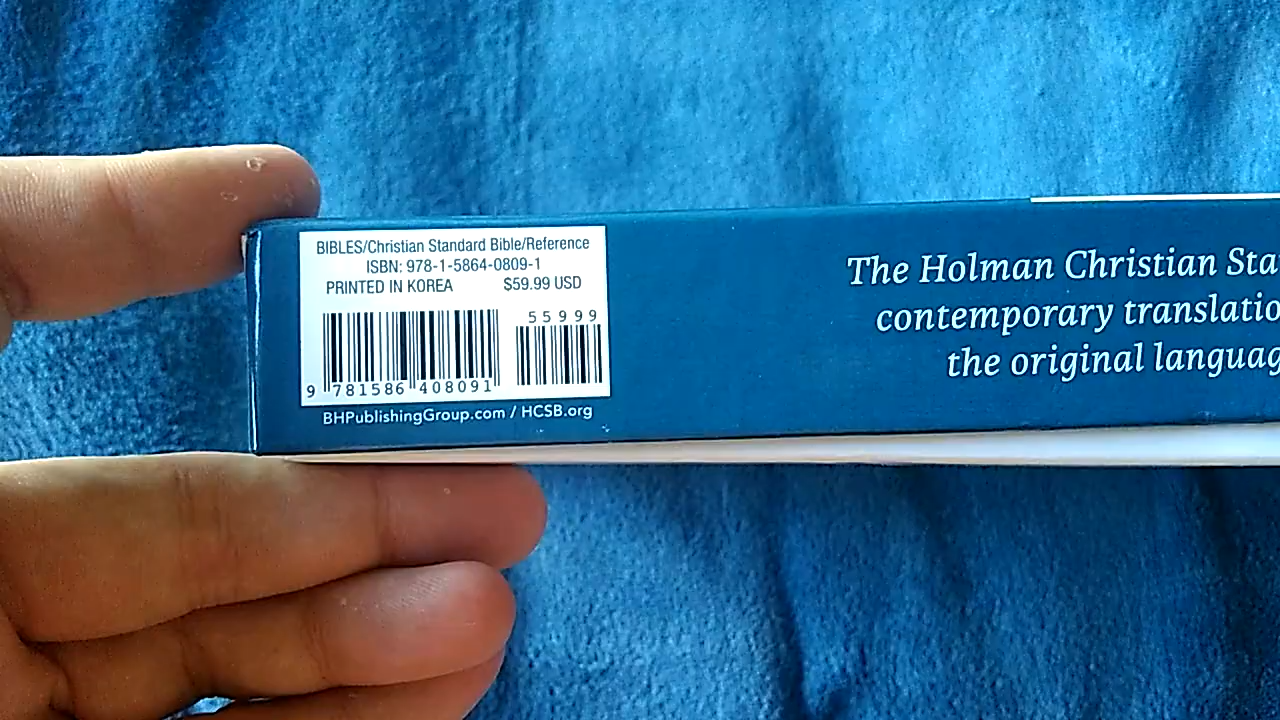 BIBLES/Christian Standard Bible/Reference
ISBN: 978-1-5864-0809-1
PRINTED IN KOREA $59.99 USD
55999
9 781586 408091
BHPublishingGroup.com / HCSB.org
The Holman Christian Sta
contemporary translatio
the original languag